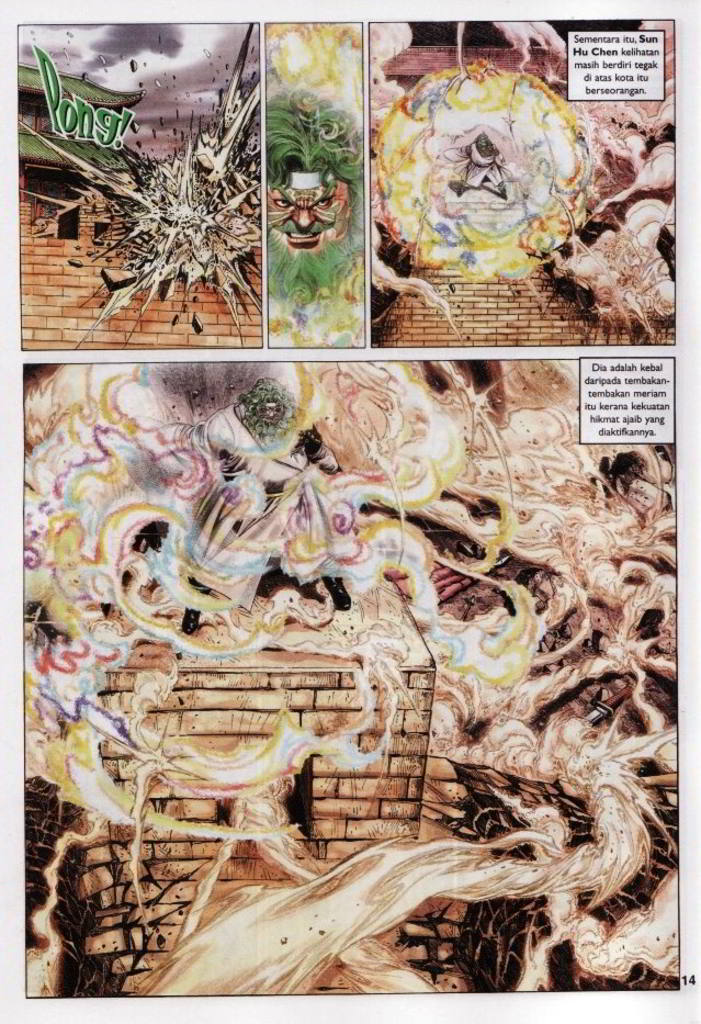 Pong!
Sementara itu, Sun
Hu Chen kelihatan
masih berdiri tegak
di atas kota itu
berseorangan.
Dia adalah kebal
daripada tembakan-
tembakan meriam
itu kerana kekuatan
hikmat ajaib yang
diaktifkannya.
14